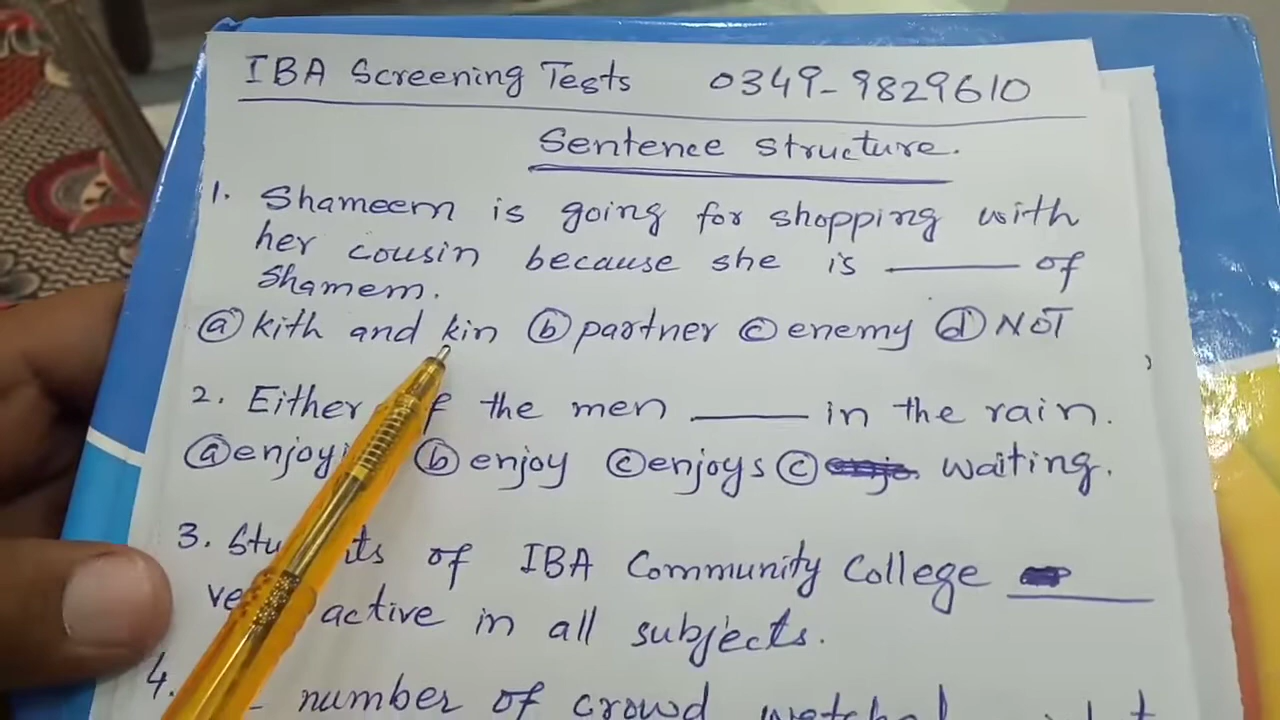 IBA Screening Tests 0349-9829610
Sentence Structure.
1. Shameem is going for shopping with
her cousin because she is ______ of
Shamem.
ⓐ kith and kin ⓑ partner ⓒ enemy ⓓ NOT
2. Either of the men ______ in the rain.
ⓐ ⓑ enjoy ⓒ enjoys ⓒ waiting.
3. of IBA Community College ______
active in all subjects.
4. number of crowd